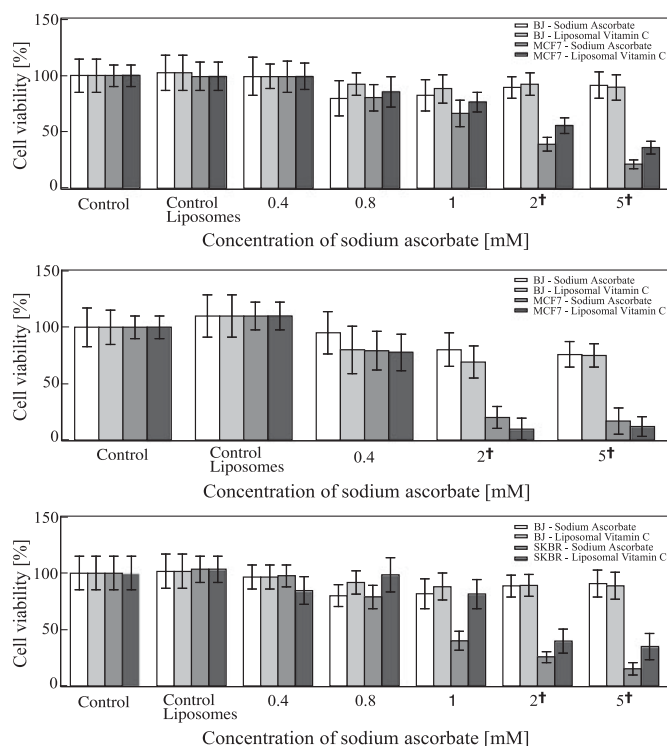 150
100
50
0
Cell viability [%]
BJ - Sodium Ascorbate
BJ - Liposomal Vitamin C
MCF7 - Sodium Ascorbate
MCF7 - Liposomal Vitamin C
Control
Control
Liposomes
0.4
0.8
1
2†
5†
Concentration of sodium ascorbate [mM]
150
100
50
0
Cell viability [%]
BJ - Sodium Ascorbate
BJ - Liposomal Vitamin C
MCF7 - Sodium Ascorbate
MCF7 - Liposomal Vitamin C
Control
Control
Liposomes
0.4
2†
5†
Concentration of sodium ascorbate [mM]
150
100
50
0
Cell viability [%]
BJ - Sodium Ascorbate
BJ - Liposomal Vitamin C
SKBR - Sodium Ascorbate
SKBR - Liposomal Vitamin C
Control
Control
Liposomes
0.4
0.8
1
2†
5†
Concentration of sodium ascorbate [mM]